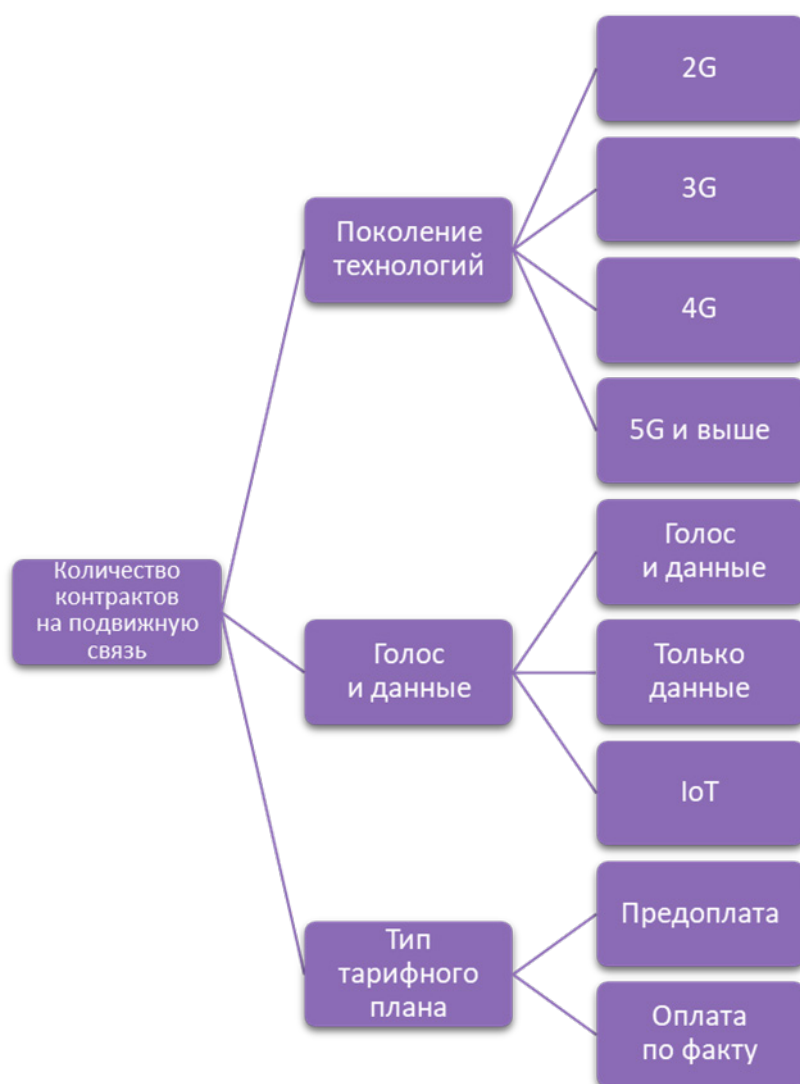 Количество
контрактов
на подвижную
связь
Поколение
технологий
2G
3G
4G
5G и выше
Голос
и данные
Голос
и данные
Только
данные
IoT
Тип
тарифного
плана
Предоплата
Оплата
по факту